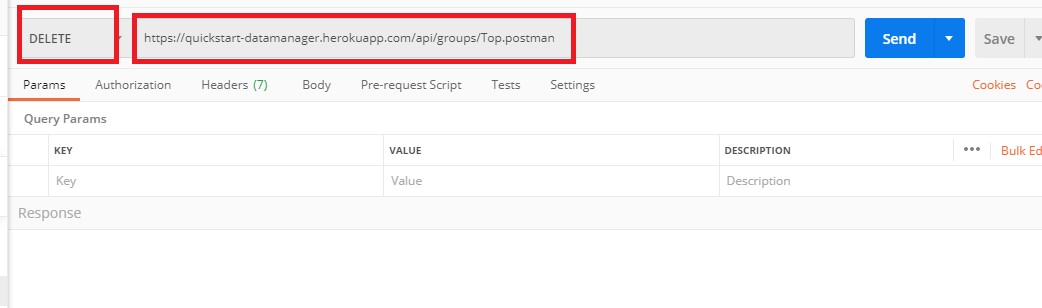 DELETE https://quickstart-datamanager.herokuapp.com/api/groups/Top.postman Send Save
Params Authorization Headers (7) Body Pre-request Script Tests Settings Cookies Co
Query Params
KEY VALUE DESCRIPTION ••• Bulk Ed
Key Value Description
Response